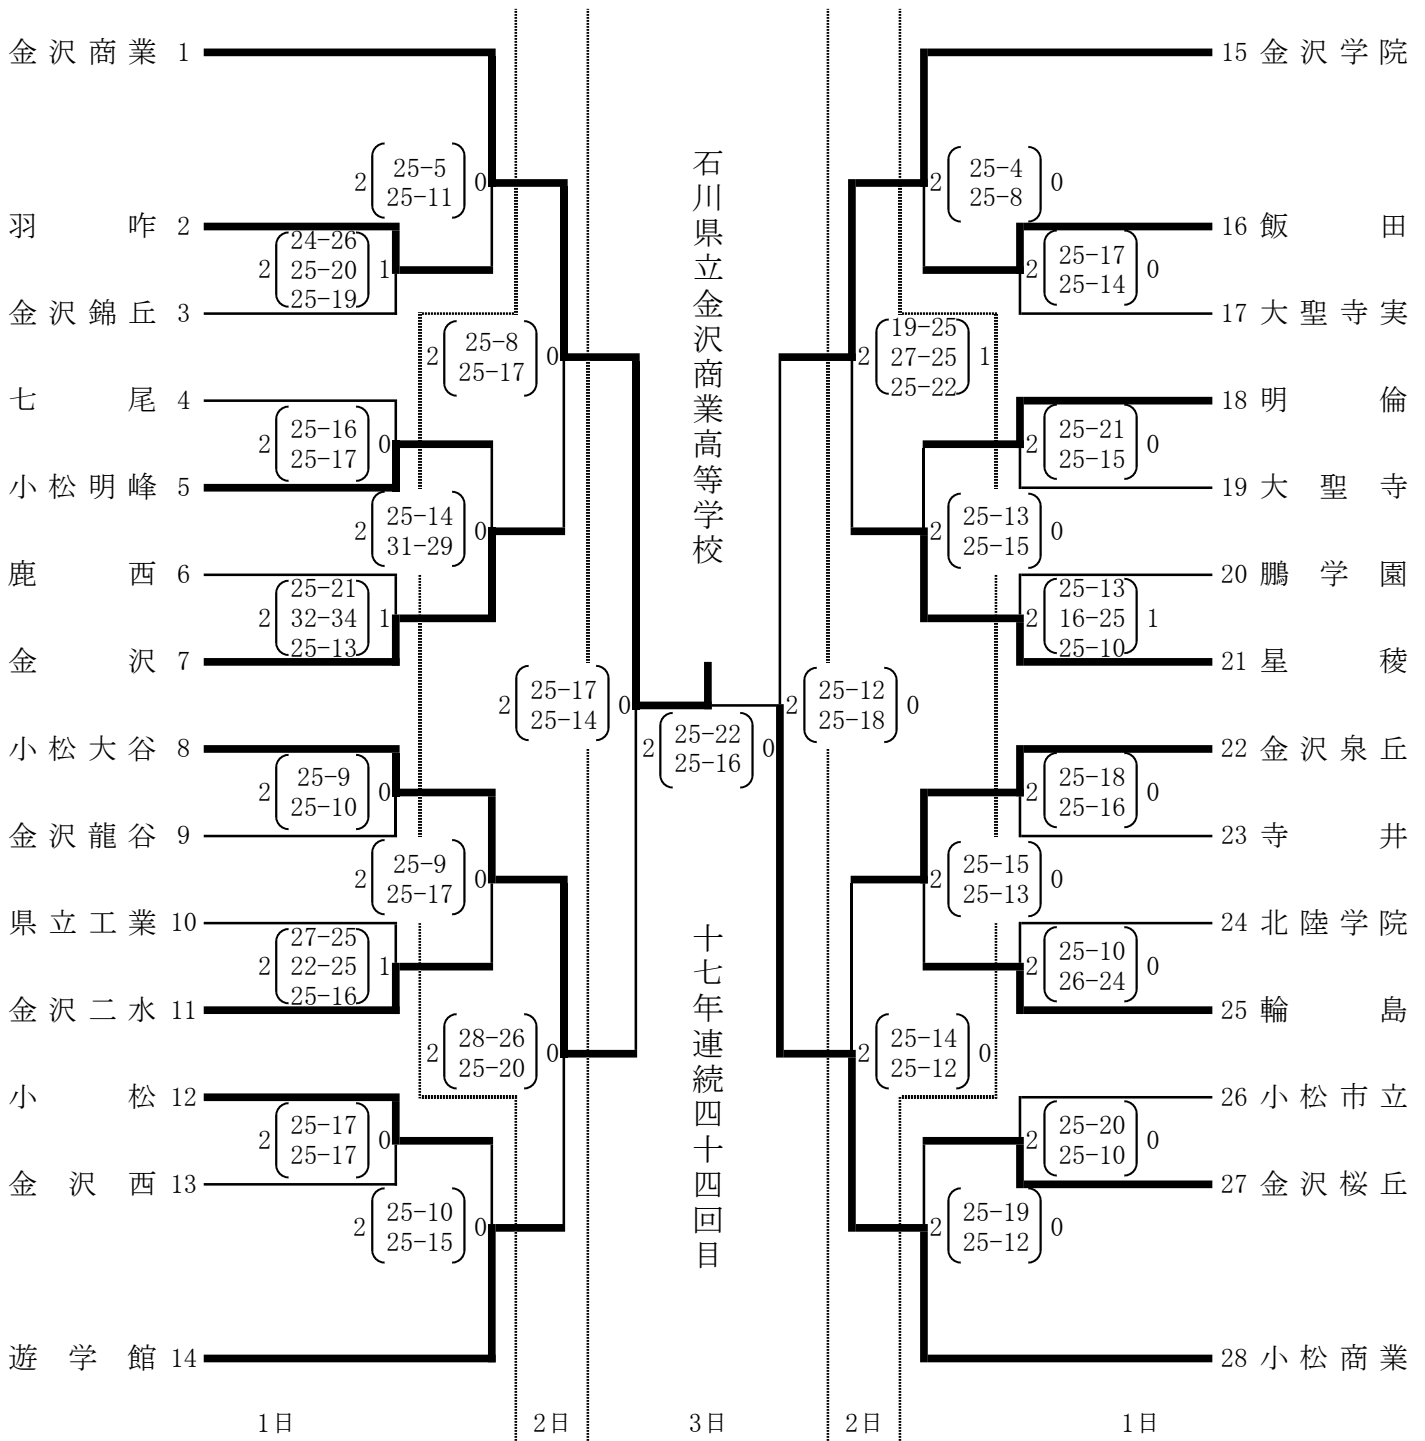 金沢商業 1
羽咋 2
金沢錦丘 3
七尾 4
小松明峰 5
鹿西 6
金沢 7
小松大谷 8
金沢龍谷 9
県立工業 10
金沢二水 11
小松 12
金沢西 13
遊学館 14
2 25-5 0
25-11
24-26
2 25-20 1
25-19
2 25-8 0
25-17
2 25-16 0
25-17
2 25-14 0
31-29
25-21
2 32-34 1
25-13
2 25-17 0
25-14
2 25-9 0
25-10
2 25-9 0
25-17
27-25
2 22-25 1
25-16
2 28-26 0
25-20
2 25-17 0
25-17
2 25-10 0
25-15
石川県立金沢商業高等学校
2 25-22 0
25-16
十七年連続四十四回目
2 25-4 0
25-8
2 25-17 0
25-14
19-25
2 27-25 1
25-22
2 25-21 0
25-15
2 25-13 0
25-15
25-13
2 16-25 1
25-10
2 25-12 0
25-18
2 25-18 0
25-16
2 25-15 0
25-13
2 25-10 0
26-24
2 25-14 0
25-12
2 25-20 0
25-10
2 25-19 0
25-12
15 金沢学院
16 飯田
17 大聖寺実
18 明倫
19 大聖寺
20 鵬学園
21 星稜
22 金沢泉丘
23 寺井
24 北陸学院
25 輪島
26 小松市立
27 金沢桜丘
28 小松商業
1日 2日 3日 2日 1日